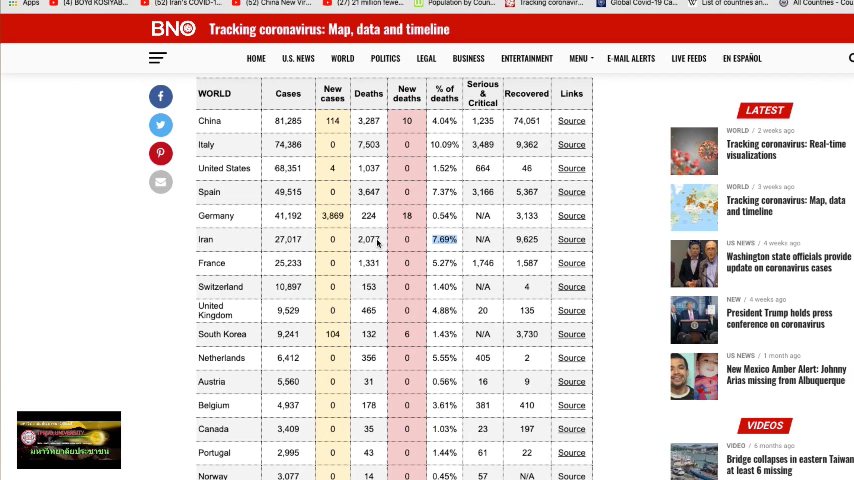 Apps (4) BOYd KOSIYAB... (52) Iran's COVID-1... (52) China New Vir... (27) 21 million fewe... Population by Coun... Tracking coronavir... Global Covid-19 Ca... List of countries an... All Countries - Cou
BNO Tracking coronavirus: Map, data and timeline
HOME U.S. NEWS WORLD POLITICS LEGAL BUSINESS ENTERTAINMENT MENU E-MAIL ALERTS LIVE FEEDS EN ESPAÑOL
WORLD Cases New cases Deaths New deaths % of deaths Serious & Critical Recovered Links
China 81,285 114 3,287 10 4.04% 1,235 74,051 Source
Italy 74,386 0 7,503 0 10.09% 3,489 9,362 Source
United States 68,351 4 1,037 0 1.52% 664 46 Source
Spain 49,515 0 3,647 0 7.37% 3,166 5,367 Source
Germany 41,192 3,869 224 18 0.54% N/A 3,133 Source
Iran 27,017 0 2,077 0 7.69% N/A 9,625 Source
France 25,233 0 1,331 0 5.27% 1,746 1,587 Source
Switzerland 10,897 0 153 0 1.40% 0 4 Source
United Kingdom 9,529 0 465 0 4.88% 20 135 Source
South Korea 9,241 104 132 6 1.43% N/A 3,730 Source
Netherlands 6,412 0 356 0 5.55% 405 2 Source
Austria 5,560 0 31 0 0.56% 16 9 Source
Belgium 4,937 0 178 0 3.61% 381 410 Source
Canada 3,409 0 35 0 1.03% 23 197 Source
Portugal 2,995 0 43 0 1.44% 61 22 Source
Norway 3,077 0 14 0 0.45% 57 N/A Source
LATEST
WORLD / 2 weeks ago
Tracking coronavirus: Real-time
visualizations
WORLD / 3 weeks ago
Tracking coronavirus: Map, data
and timeline
US NEWS / 4 weeks ago
Washington state officials provide
update on coronavirus cases
NEW / 4 weeks ago
President Trump holds press
conference on coronavirus
US NEWS / 1 month ago
New Mexico Amber Alert: Johnny
Arias missing from Albuquerque
VIDEOS
VIDEO / 6 months ago
Bridge collapses in eastern Taiwan
at least 6 missing
มหาวิทยาลัยประชาชน